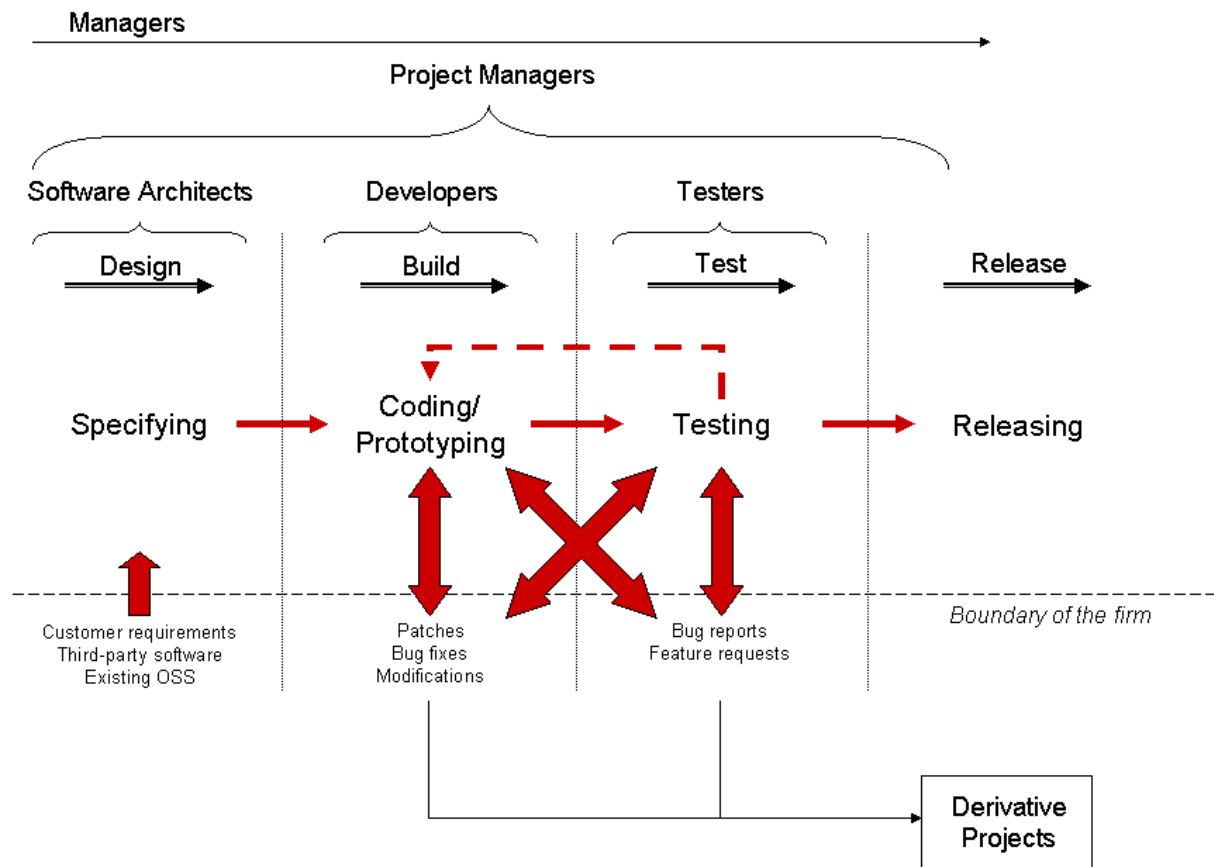 Managers
Project Managers
Software Architects
Developers
Testers
Design
Build
Test
Release
Specifying
Coding/
Prototyping
Testing
Releasing
Boundary of the firm
Customer requirements
Third-party software
Existing OSS
Patches
Bug fixes
Modifications
Bug reports
Feature requests
Derivative
Projects